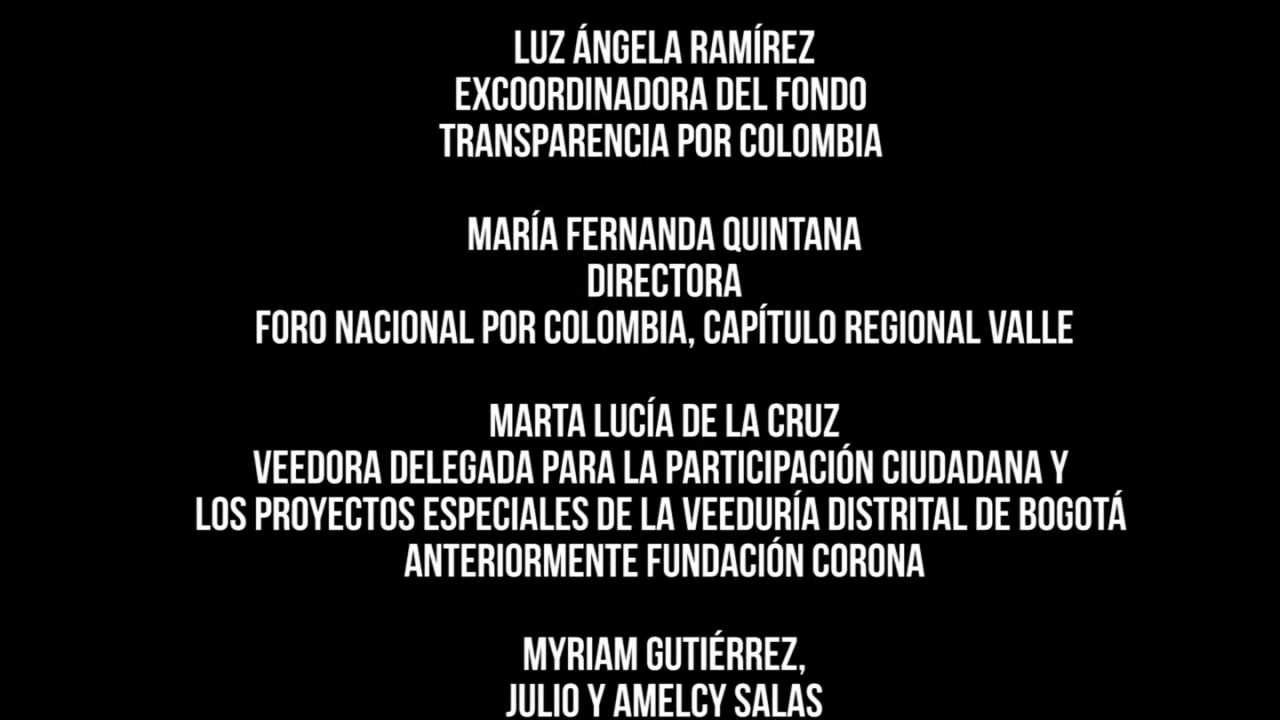 LUZ ÁNGELA RAMÍREZ
EXCOORDINADORA DEL FONDO
TRANSPARENCIA POR COLOMBIA
MARÍA FERNANDA QUINTANA
DIRECTORA
FORO NACIONAL POR COLOMBIA, CAPÍTULO REGIONAL VALLE
MARTA LUCÍA DE LA CRUZ
VEEDORA DELEGADA PARA LA PARTICIPACIÓN CIUDADANA Y
LOS PROYECTOS ESPECIALES DE LA VEEDURÍA DISTRITAL DE BOGOTÁ
ANTERIORMENTE FUNDACIÓN CORONA
MYRIAM GUTIÉRREZ,
JULIO Y AMELCY SALAS